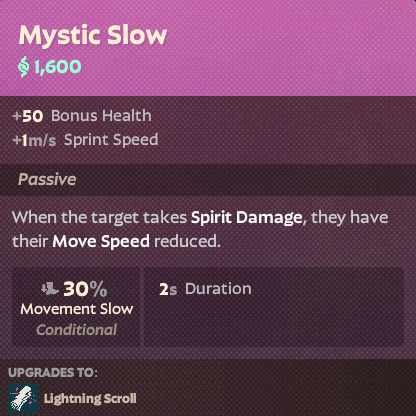 Mystic Slow
1,600
+50 Bonus Health
+1m/s Sprint Speed
Passive
When the target takes Spirit Damage, they have
their Move Speed reduced.
30%
Movement Slow
Conditional
2s Duration
UPGRADES TO:
Lightning Scroll